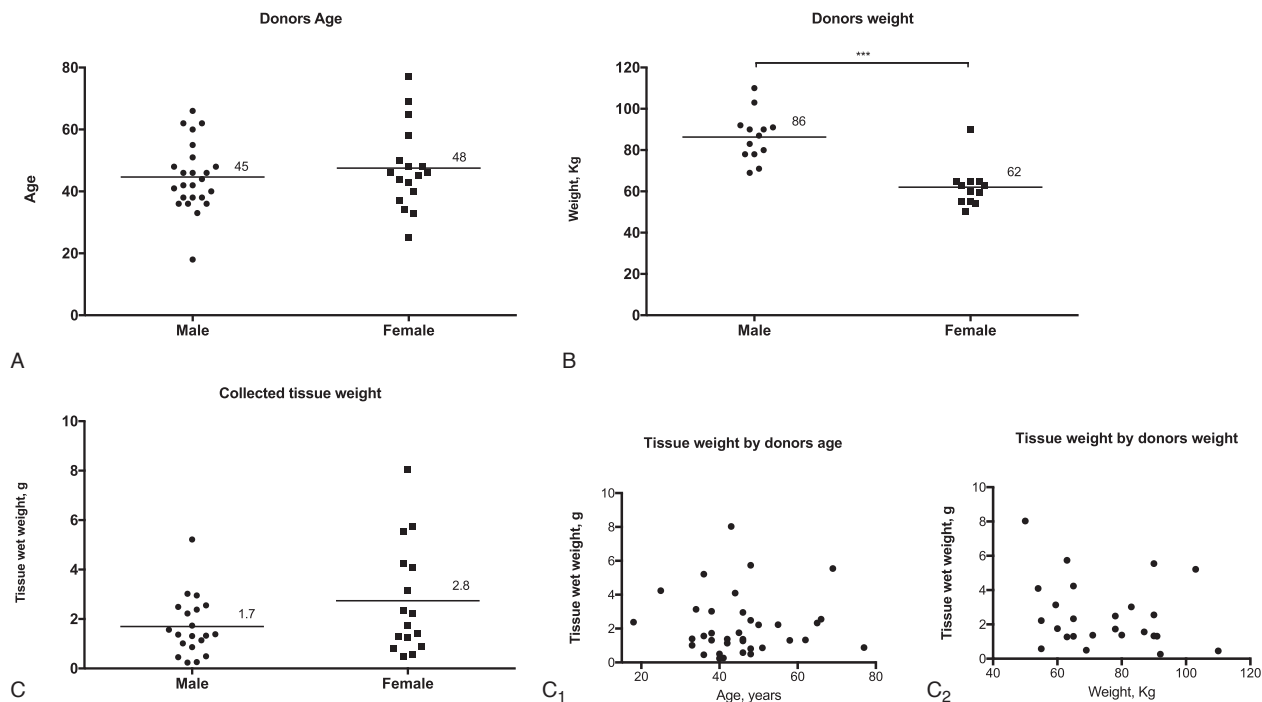 Donors Age
80
60
40
20
0
Age
45
48
Male
Female
A
Donors weight
***
120
100
80
60
40
20
0
Weight, Kg
86
62
Male
Female
B
Collected tissue weight
10
8
6
4
2
0
Tissue wet weight, g
1.7
2.8
Male
Female
C
Tissue weight by donors age
10
8
6
4
2
0
Tissue wet weight, g
20
40
60
80
Age, years
C1
Tissue weight by donors weight
10
8
6
4
2
0
Tissue wet weight, g
40
60
80
100
120
Weight, Kg
C2